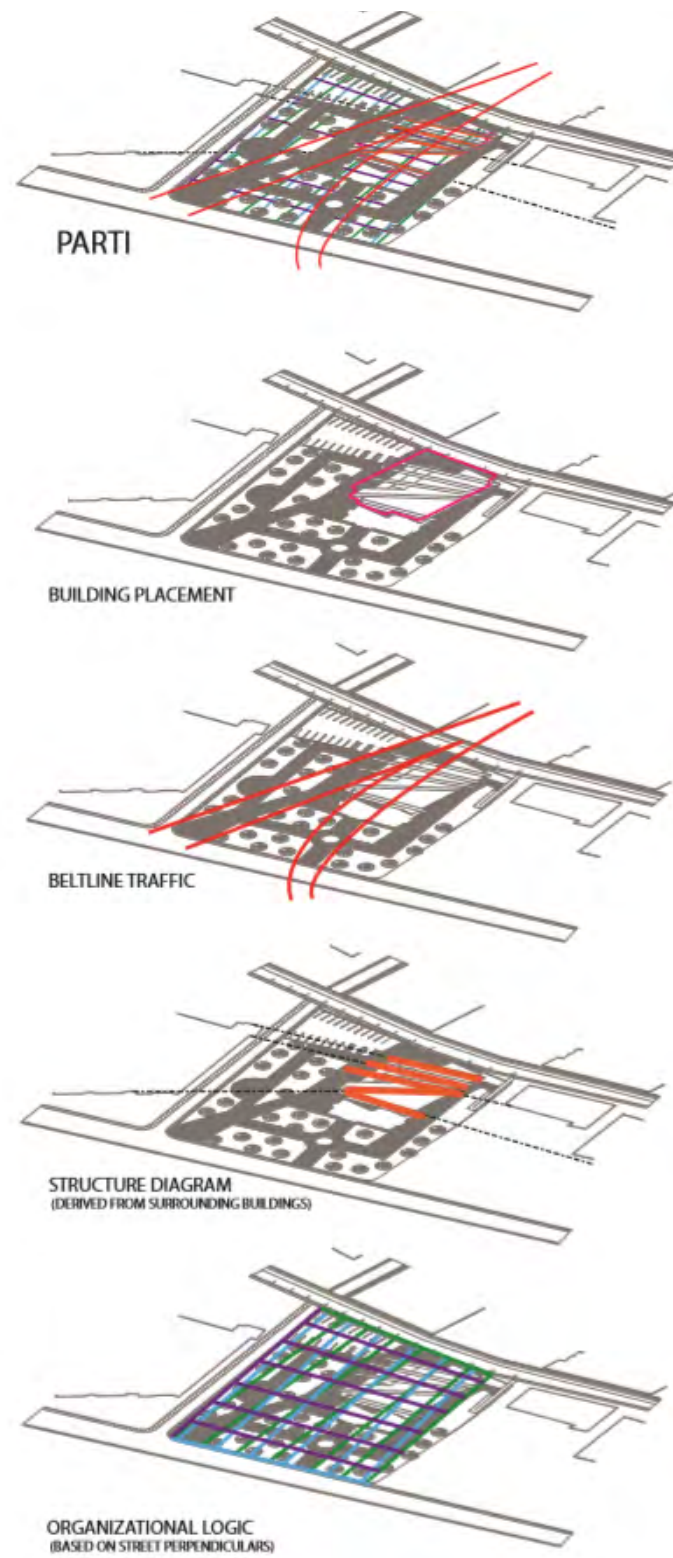 PARTI
BUILDING PLACEMENT
BELTLINE TRAFFIC
STRUCTURE DIAGRAM
(DERIVED FROM SURROUNDING BUILDINGS)
ORGANIZATIONAL LOGIC
(BASED ON STREET PERPENDICULARS)